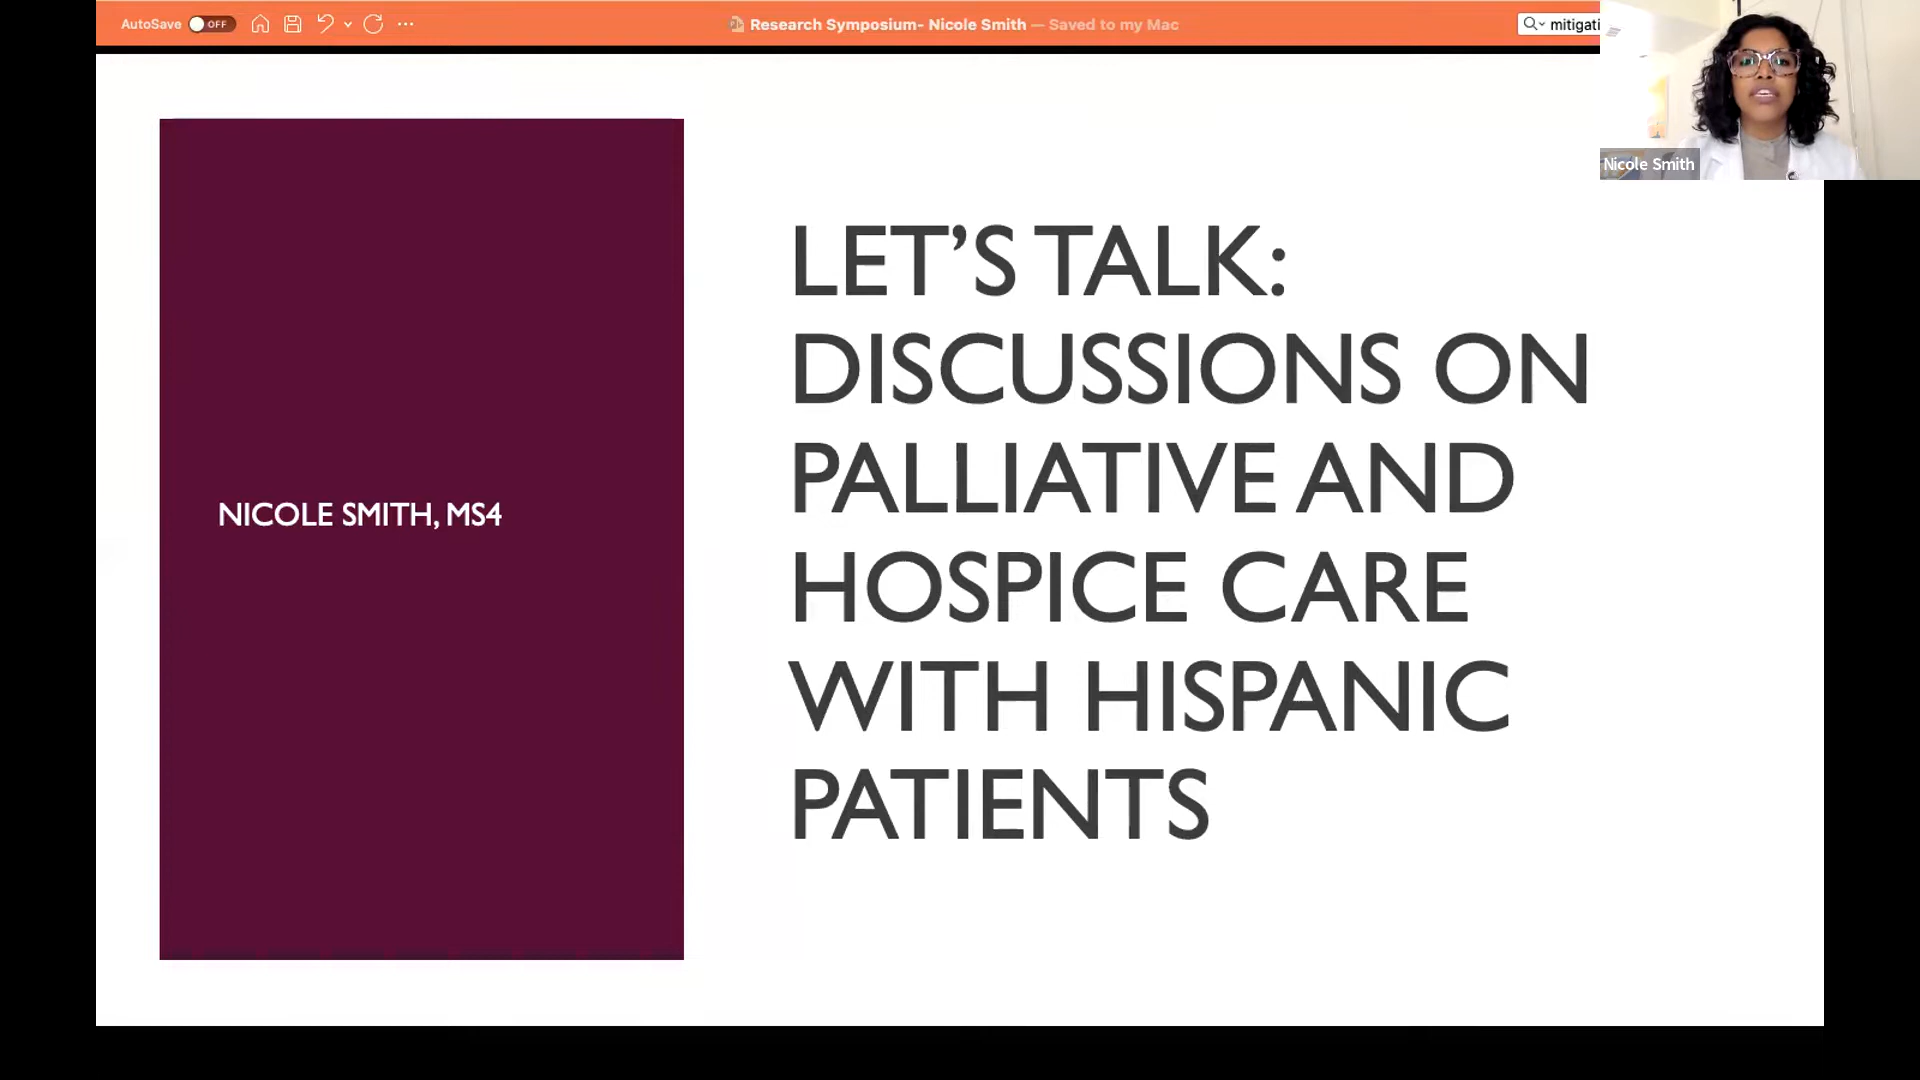 AutoSave OFF
Research Symposium- Nicole Smith — Saved to my Mac
mitigati
Nicole Smith
NICOLE SMITH, MS4
LET’S TALK:
DISCUSSIONS ON
PALLIATIVE AND
HOSPICE CARE
WITH HISPANIC
PATIENTS